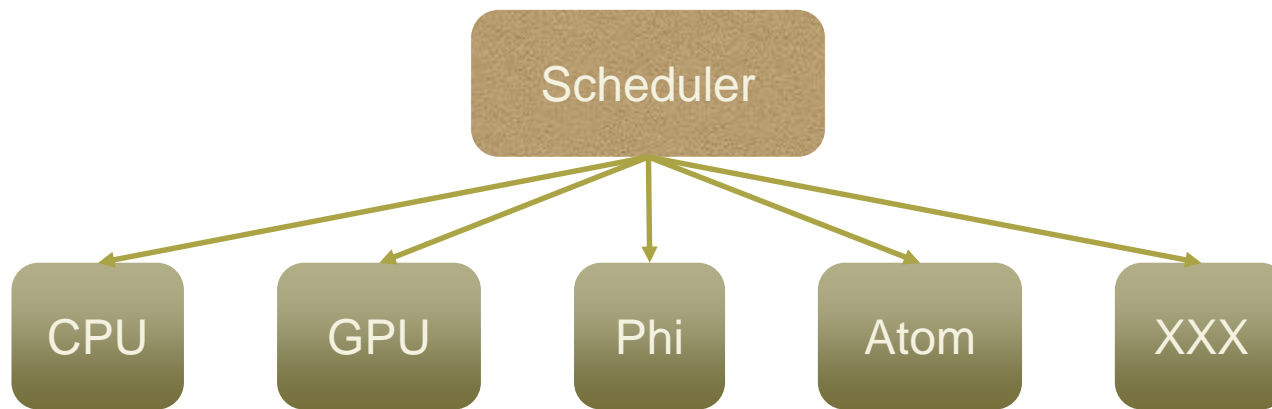 Scheduler
CPU
GPU
Phi
Atom
XXX